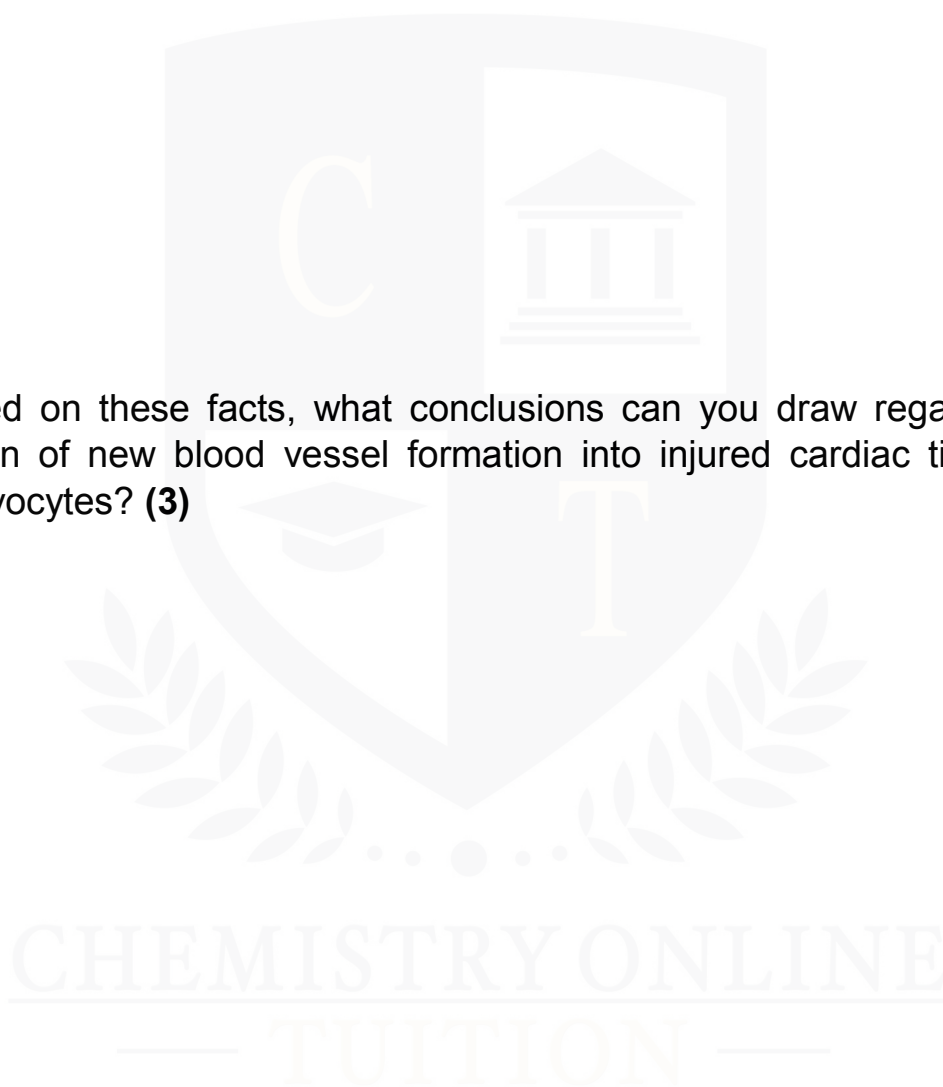 C
T
ed on these facts, what conclusions can you draw rega
n of new blood vessel formation into injured cardiac ti
yocytes? (3)
CHEMISTRY ONLINE
TUITION